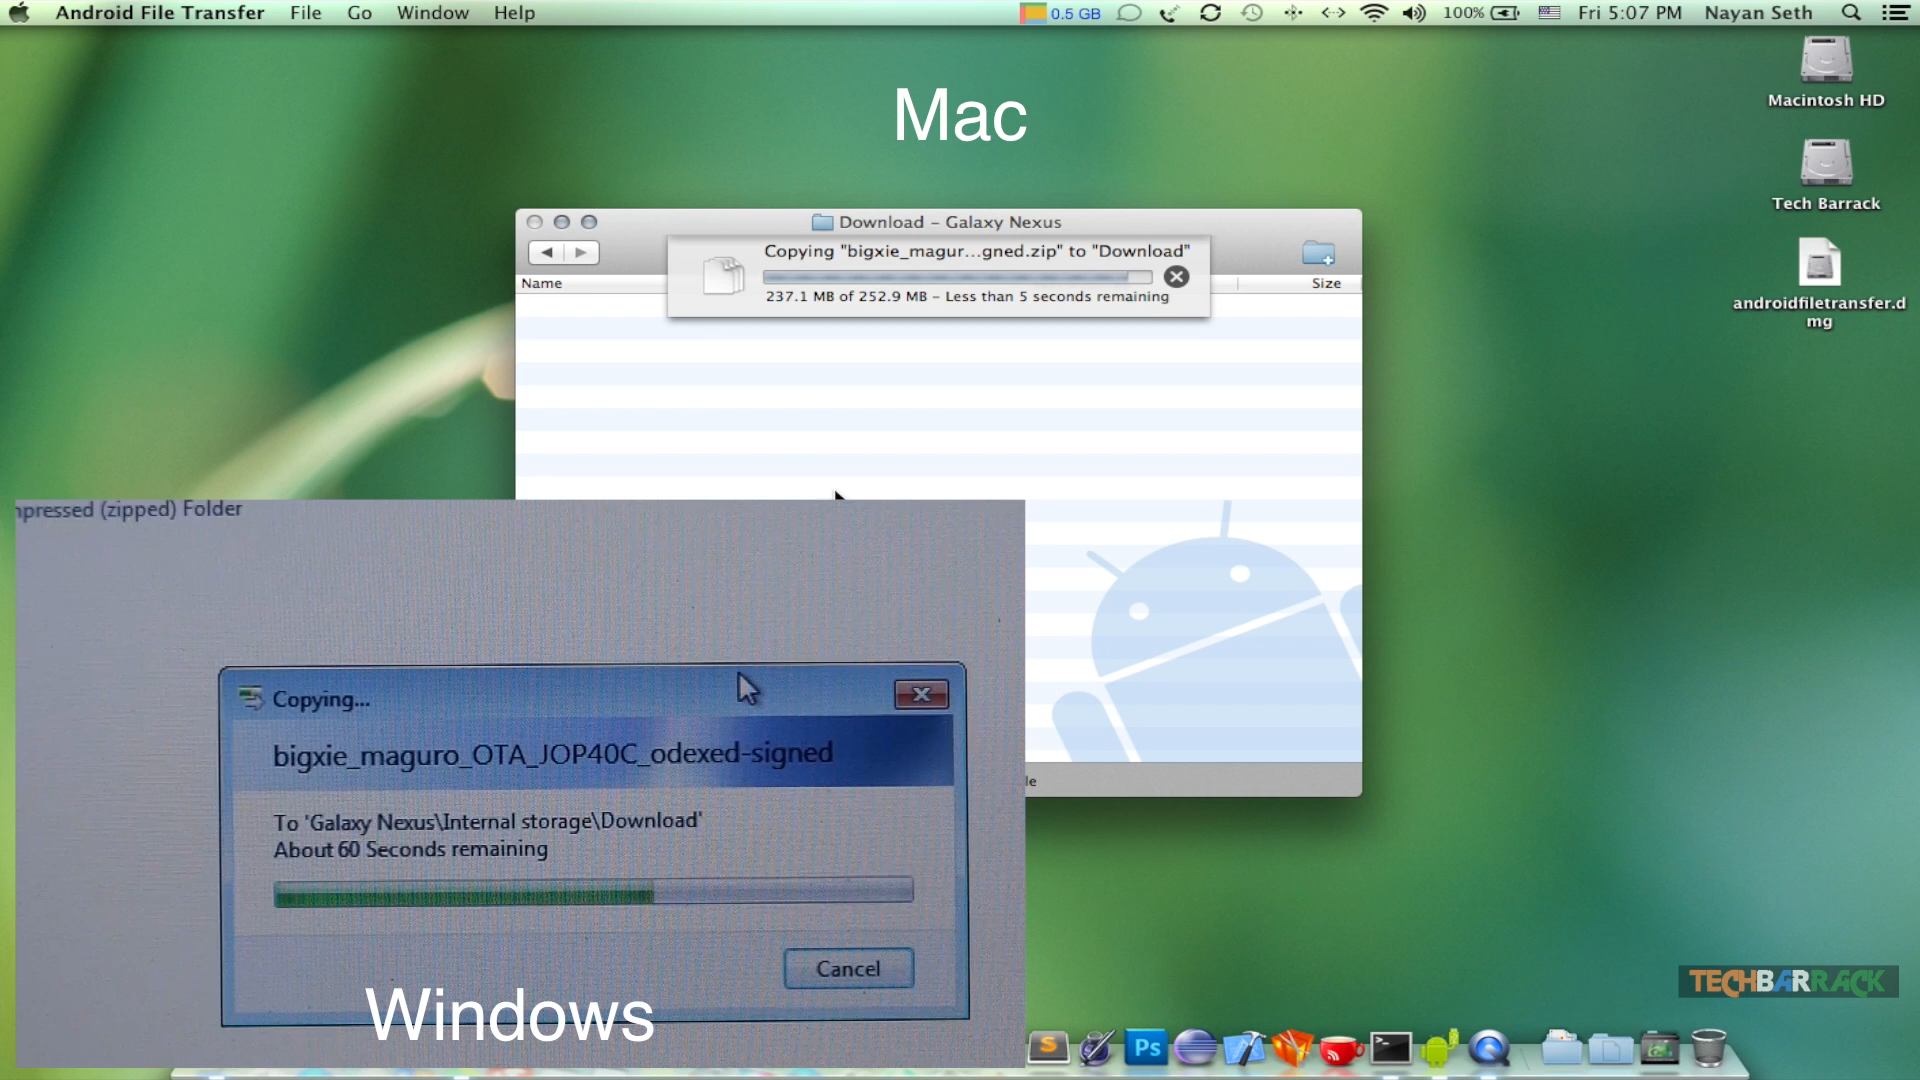 Android File Transfer File Go Window Help 0.5 GB 100% Fri 5:07 PM Nayan Seth
Mac
Macintosh HD
Tech Barrack
androidfiletransfer.d
mg
Download – Galaxy Nexus
Copying "bigxie_magur...gned.zip" to "Download"
237.1 MB of 252.9 MB – Less than 5 seconds remaining
Name Size
mpressed (zipped) Folder
Copying...
bigxie_maguro_OTA_JOP40C_odexed-signed
To 'Galaxy Nexus\Internal storage\Download'
About 60 Seconds remaining
le
Cancel
Windows
TECHBARRACK
S Ps